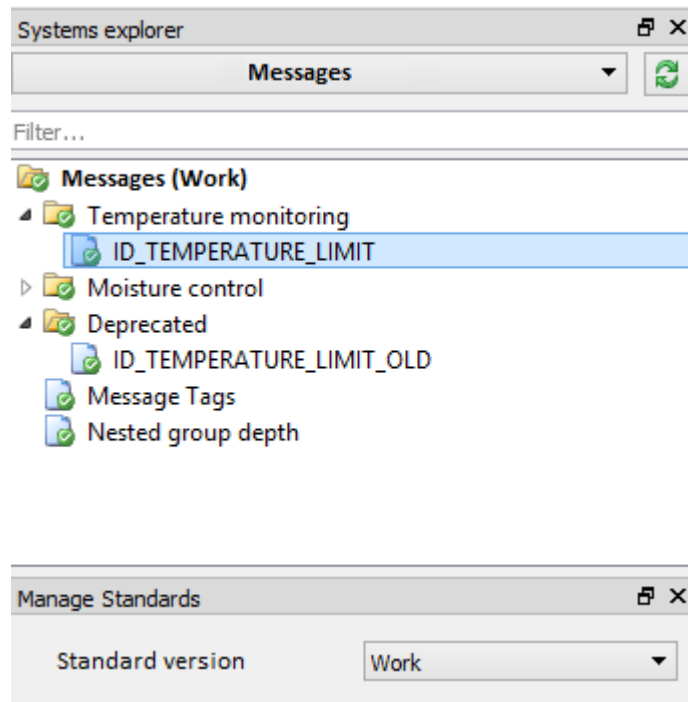 Systems explorer
Messages
Filter...
Messages (Work)
Temperature monitoring
ID_TEMPERATURE_LIMIT
Moisture control
Deprecated
ID_TEMPERATURE_LIMIT_OLD
Message Tags
Nested group depth
Manage Standards
Standard version Work